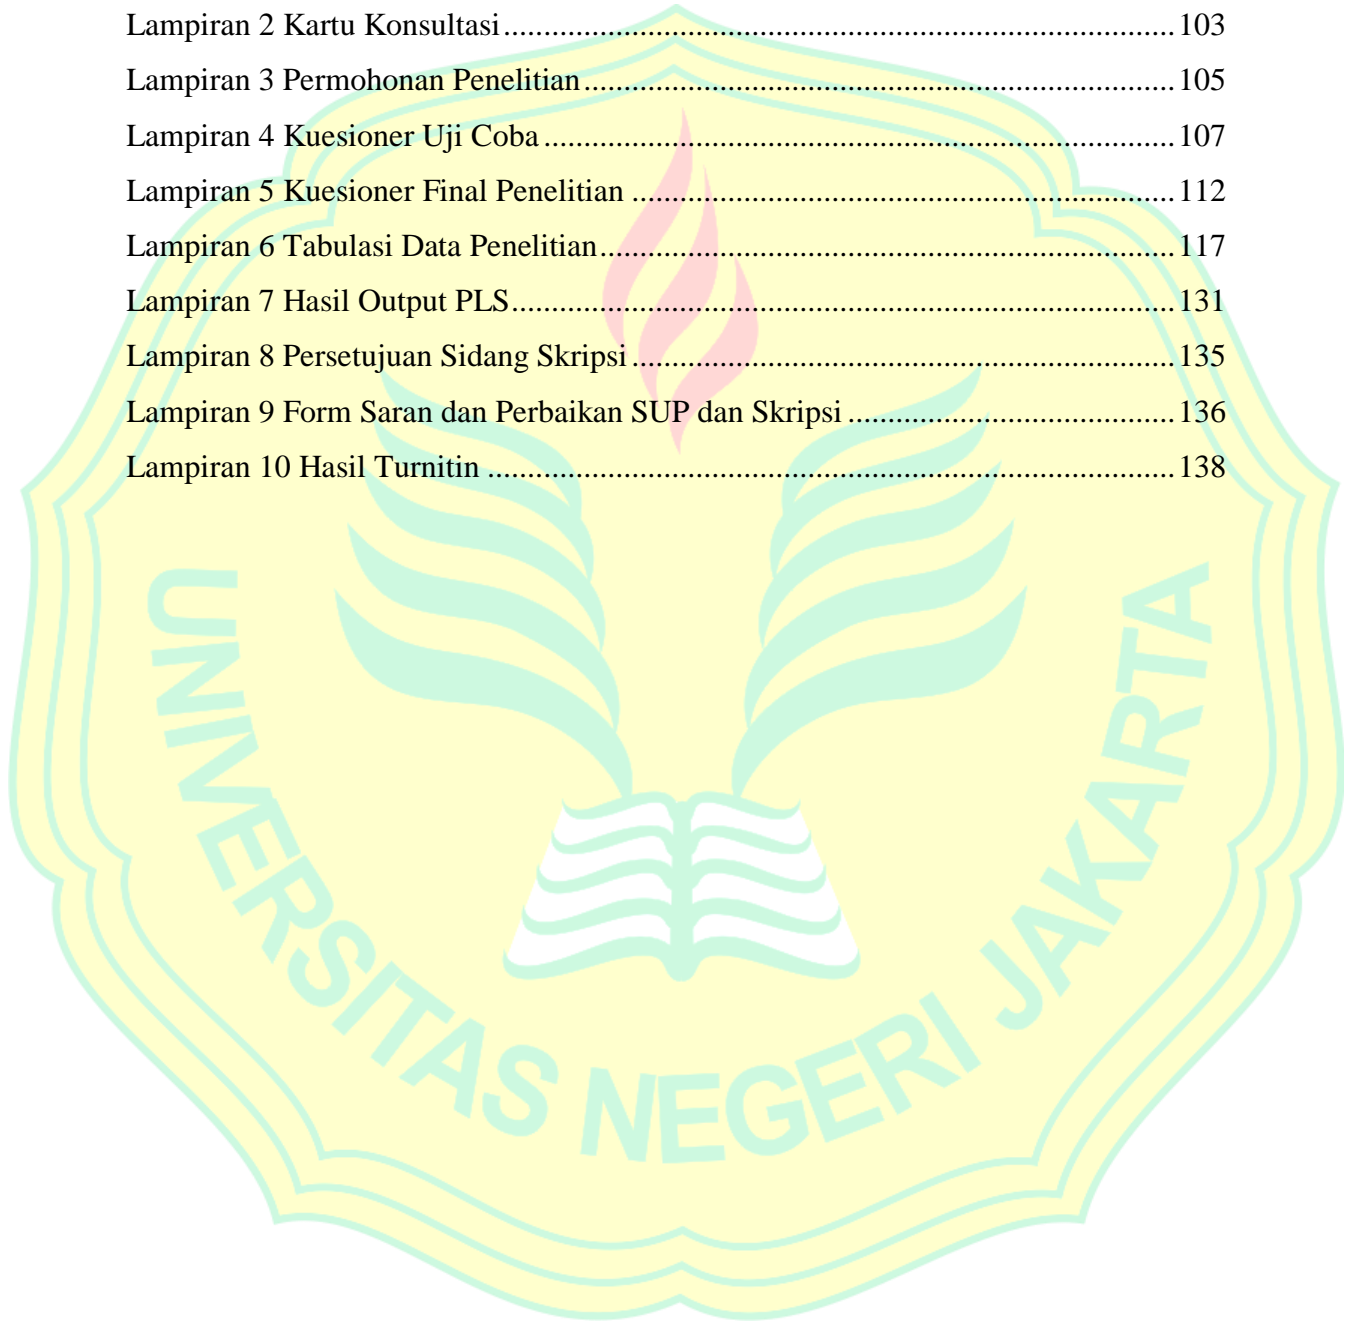 Lampiran 2 Kartu Konsultasi....................................................................................103
Lampiran 3 Permohonan Penetian..........................................................................105
Lampiran 4 Kuesioner Uji Coba ...............................................................................107
Lampiran 5 Kuesioner Final Penelitian ....................................................................112
Lampiran 6 Tabulasi Data Penelitian........................................................................117
Lampiran 7 Hasil Output PLS...................................................................................131
Lampiran 8 Persetujuan Sidang Skripsi....................................................................135
Lampiran 9 Form Saran dan Perbaikan SUP dan Skripsi .........................................136
Lampiran 10 Hasil Turnitin ......................................................................................138
UNIVERSITAS NEGERI JAKARTA